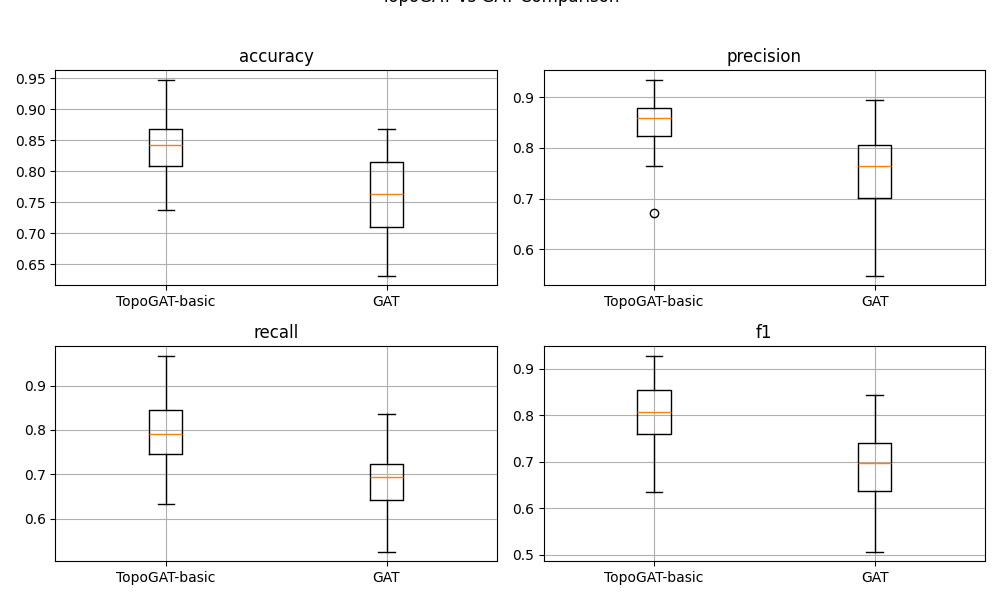 TopoGAT vs GAT Comparison
accuracy
precision
0.95
0.90
0.85
0.80
0.75
0.70
0.65
TopoGAT-basic
GAT
0.9
0.8
0.7
0.6
TopoGAT-basic
GAT
recall
f1
0.9
0.8
0.7
0.6
TopoGAT-basic
GAT
0.9
0.8
0.7
0.6
0.5
TopoGAT-basic
GAT